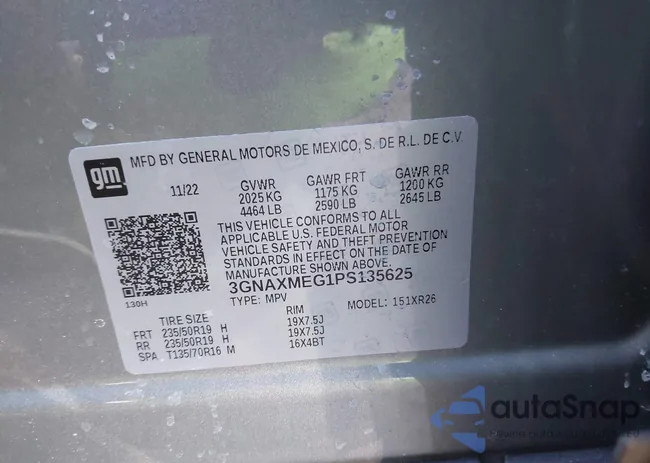 gm
MFD BY GENERAL MOTORS DE MEXICO, S. DE R.L. DE C.V.
11/22 GVWR GAWR FRT GAWR RR
2025 KG 1175 KG 1200 KG
4464 LB 2590 LB 2645 LB
THIS VEHICLE CONFORMS TO ALL
APPLICABLE U.S. FEDERAL MOTOR
VEHICLE SAFETY AND THEFT PREVENTION
STANDARDS IN EFFECT ON THE DATE OF
MANUFACTURE SHOWN ABOVE.
3GNAXMEG1PS135625
130H
TYPE: MPV MODEL: 151XR26
TIRE SIZE RIM
FRT 235/50R19 H 19X7.5J
RR 235/50R19 H 19X7.5J
SPA T135/70R16 M 16X4BT
autoSnap